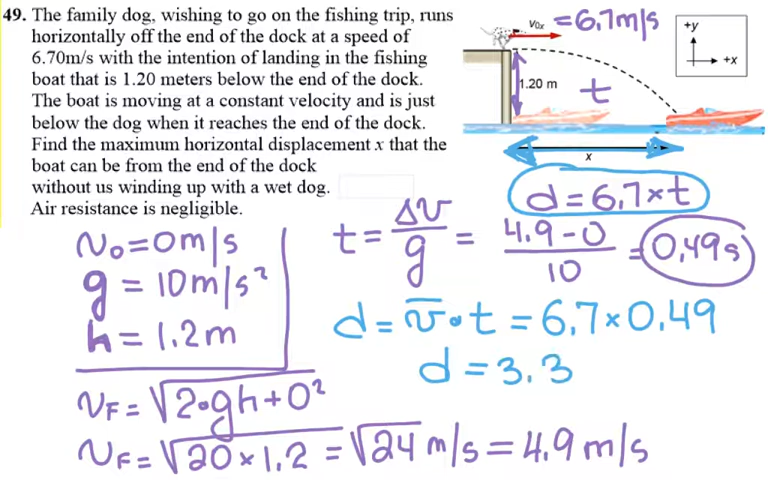 49. The family dog, wishing to go on the fishing trip, runs
horizontally off the end of the dock at a speed of
6.70m/s with the intention of landing in the fishing
boat that is 1.20 meters below the end of the dock.
The boat is moving at a constant velocity and is just
below the dog when it reaches the end of the dock.
Find the maximum horizontal displacement x that the
boat can be from the end of the dock
without us winding up with a wet dog.
Air resistance is negligible.
v0x = 6,7m/s
+y
+x
1.20 m
t
x
d = 6,7×t
t = ΔV/g = 4.9-0/10 = 0,49s
N0=0m/s
g = 10m/s²
h = 1.2m
d = v̄•t = 6,7×0.49
d = 3.3
VF = √2•gh+0²
VF = √20×1,2 = √24 m/s = 4.9 m/s